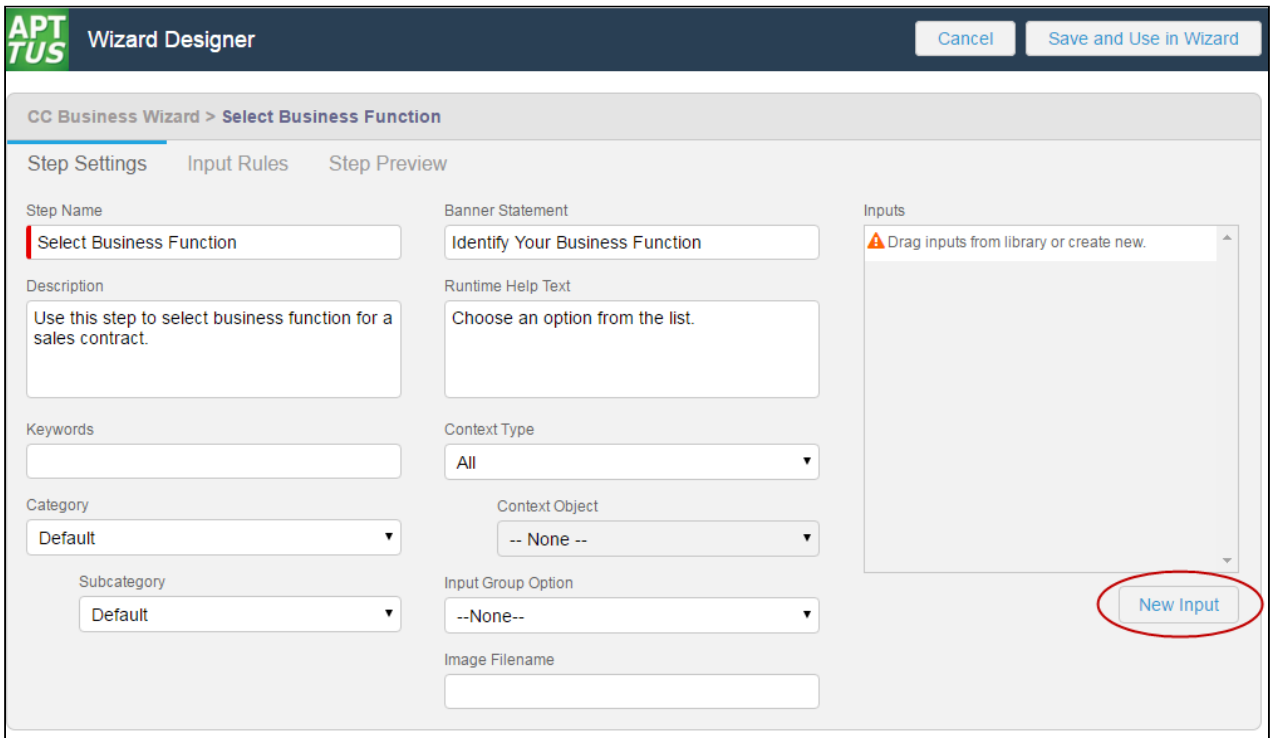 APT
TUS
Wizard Designer
Cancel
Save and Use in Wizard
CC Business Wizard > Select Business Function
Step Settings
Input Rules
Step Preview
Step Name
Select Business Function
Description
Use this step to select business function for a
sales contract.
Keywords
Category
Default
Subcategory
Default
Banner Statement
Identify Your Business Function
Runtime Help Text
Choose an option from the list.
Context Type
All
Context Object
-- None --
Input Group Option
--None--
Image Filename
Inputs
Drag inputs from library or create new.
New Input